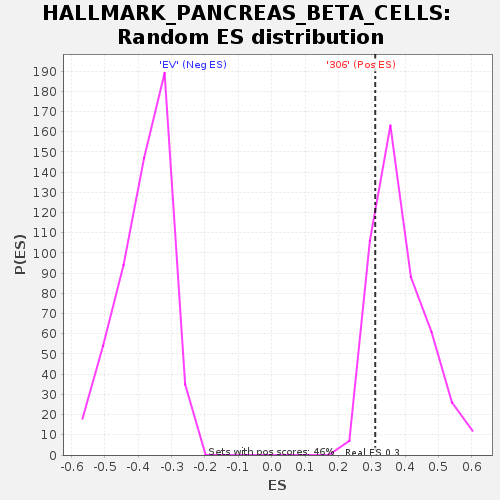 HALLMARK_PANCREAS_BETA_CELLS:
Random ES distribution
'EV' (Neg ES)
'306' (Pos ES)
P(ES)
190
180
170
160
150
140
130
120
110
100
90
80
70
60
50
40
30
20
10
0
Sets with pos scores: 46%
Real ES 0.3
-0.6 -0.5 -0.4 -0.3 -0.2 -0.1 0.0 0.1 0.2 0.3 0.4 0.5 0.6
ES